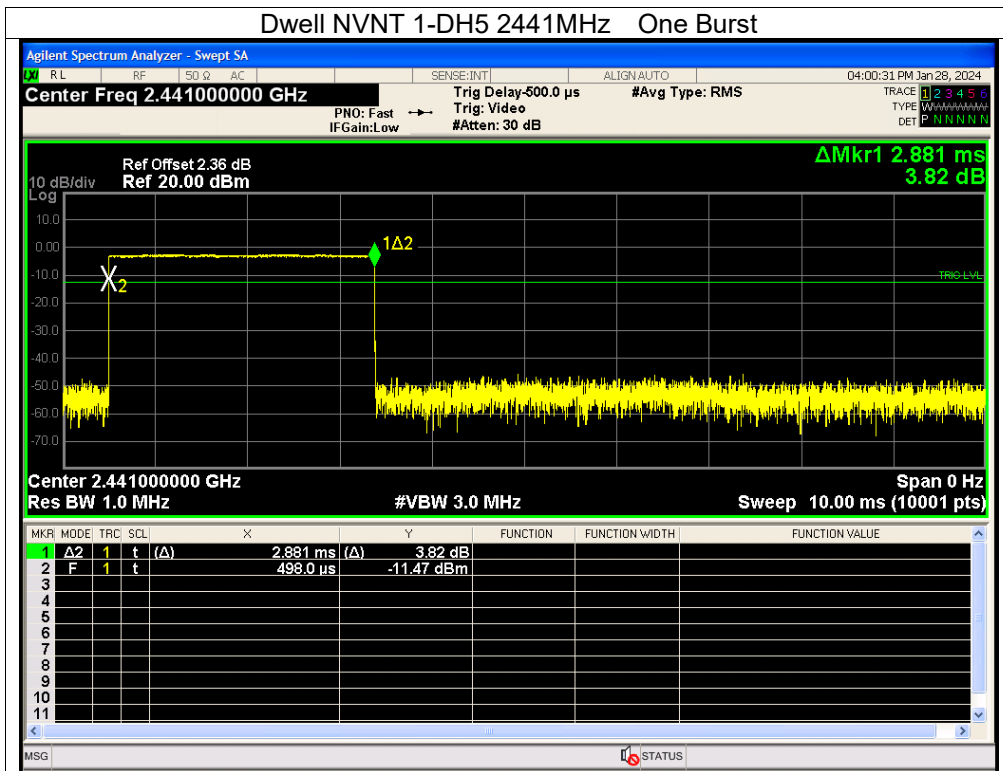 Dwell NVNT 1-DH5 2441MHz One Burst
Agilent Spectrum Analyzer - Swept SA
LXI RL RF 50 Ω AC SENSE:INT ALIGN AUTO 04:00:31 PM Jan 28, 2024
Center Freq 2.441000000 GHz Trig Delay-500.0 µs #Avg Type: RMS TRACE 1 2 3 4 5 6
PNO: Fast Trig: Video TYPE WWWWWW
IFGain:Low #Atten: 30 dB DET P N N N N N
ΔMkr1 2.881 ms
3.82 dB
Ref Offset 2.36 dB
10 dB/div Ref 20.00 dBm
Log
10.0
0.00
1Δ2
-10.0
TRIG LVL
2
-20.0
-30.0
-40.0
-50.0
-60.0
-70.0
Center 2.441000000 GHz Span 0 Hz
Res BW 1.0 MHz #VBW 3.0 MHz Sweep 10.00 ms (10001 pts)
MKR MODE TRC SCL X Y FUNCTION FUNCTION WIDTH FUNCTION VALUE
1 Δ2 1 t (Δ) 2.881 ms (Δ) 3.82 dB
2 F 1 t 498.0 µs -11.47 dBm
3
4
5
6
7
8
9
10
11
MSG STATUS